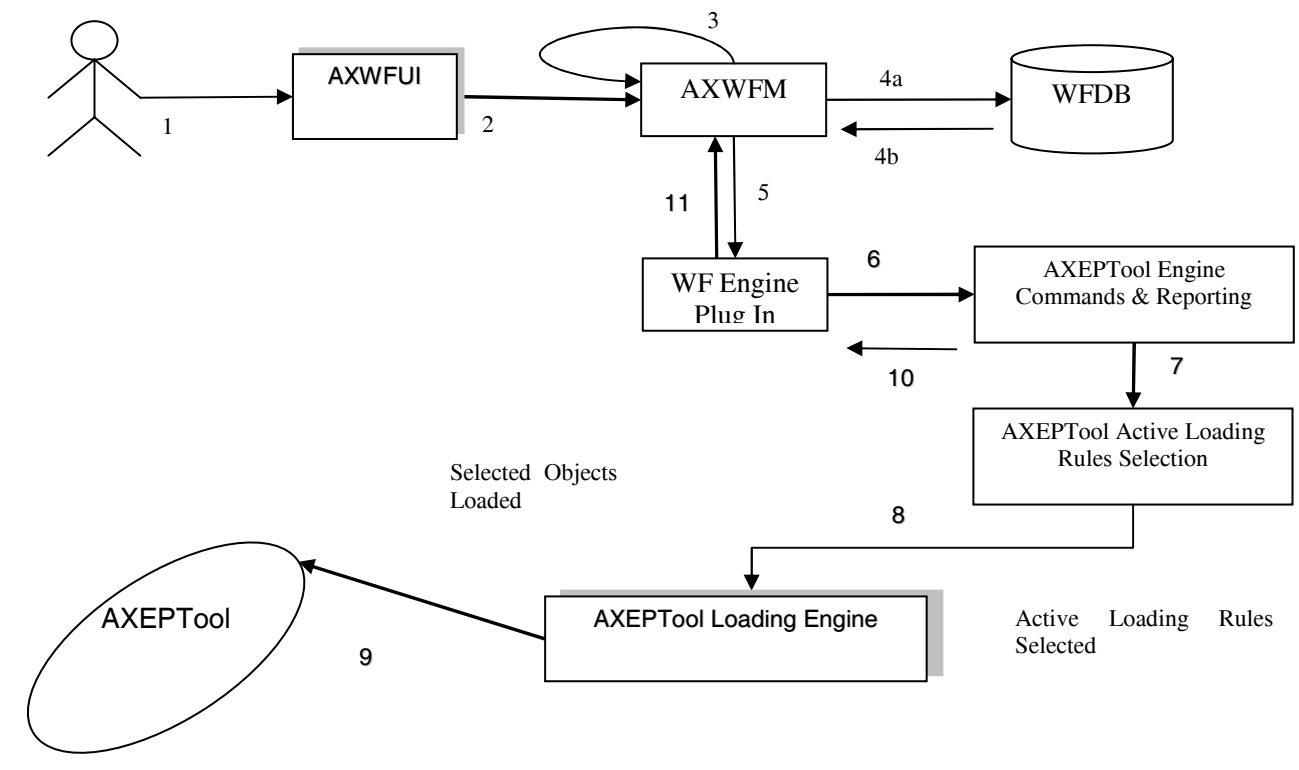 3
AXWFUI
AXWFM
4a
WFDB
1
2
4b
11
5
6
WF Engine
Plug In
AXEPTool Engine
Commands & Reporting
10
7
AXEPTool Active Loading
Rules Selection
Selected Objects
Loaded
8
AXEPTool
AXEPTool Loading Engine
Active Loading Rules
Selected
9